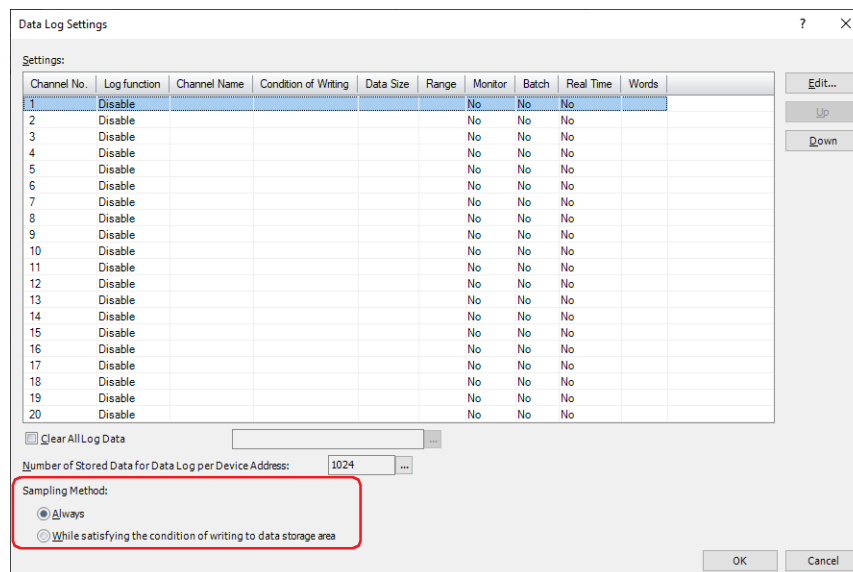 Data Log Settings ? X
Settings:
Channel No. Log function Channel Name Condition of Writing Data Size Range Monitor Batch Real Time Words
1 Disable No No No
2 Disable No No No
3 Disable No No No
4 Disable No No No
5 Disable No No No
6 Disable No No No
7 Disable No No No
8 Disable No No No
9 Disable No No No
10 Disable No No No
11 Disable No No No
12 Disable No No No
13 Disable No No No
14 Disable No No No
15 Disable No No No
16 Disable No No No
17 Disable No No No
18 Disable No No No
19 Disable No No No
20 Disable No No No
Edit...
Up
Down
Clear All Log Data ...
Number of Stored Data for Data Log per Device Address: 1024 ...
Sampling Method:
Always
While satisfying the condition of writing to data storage area
OK Cancel